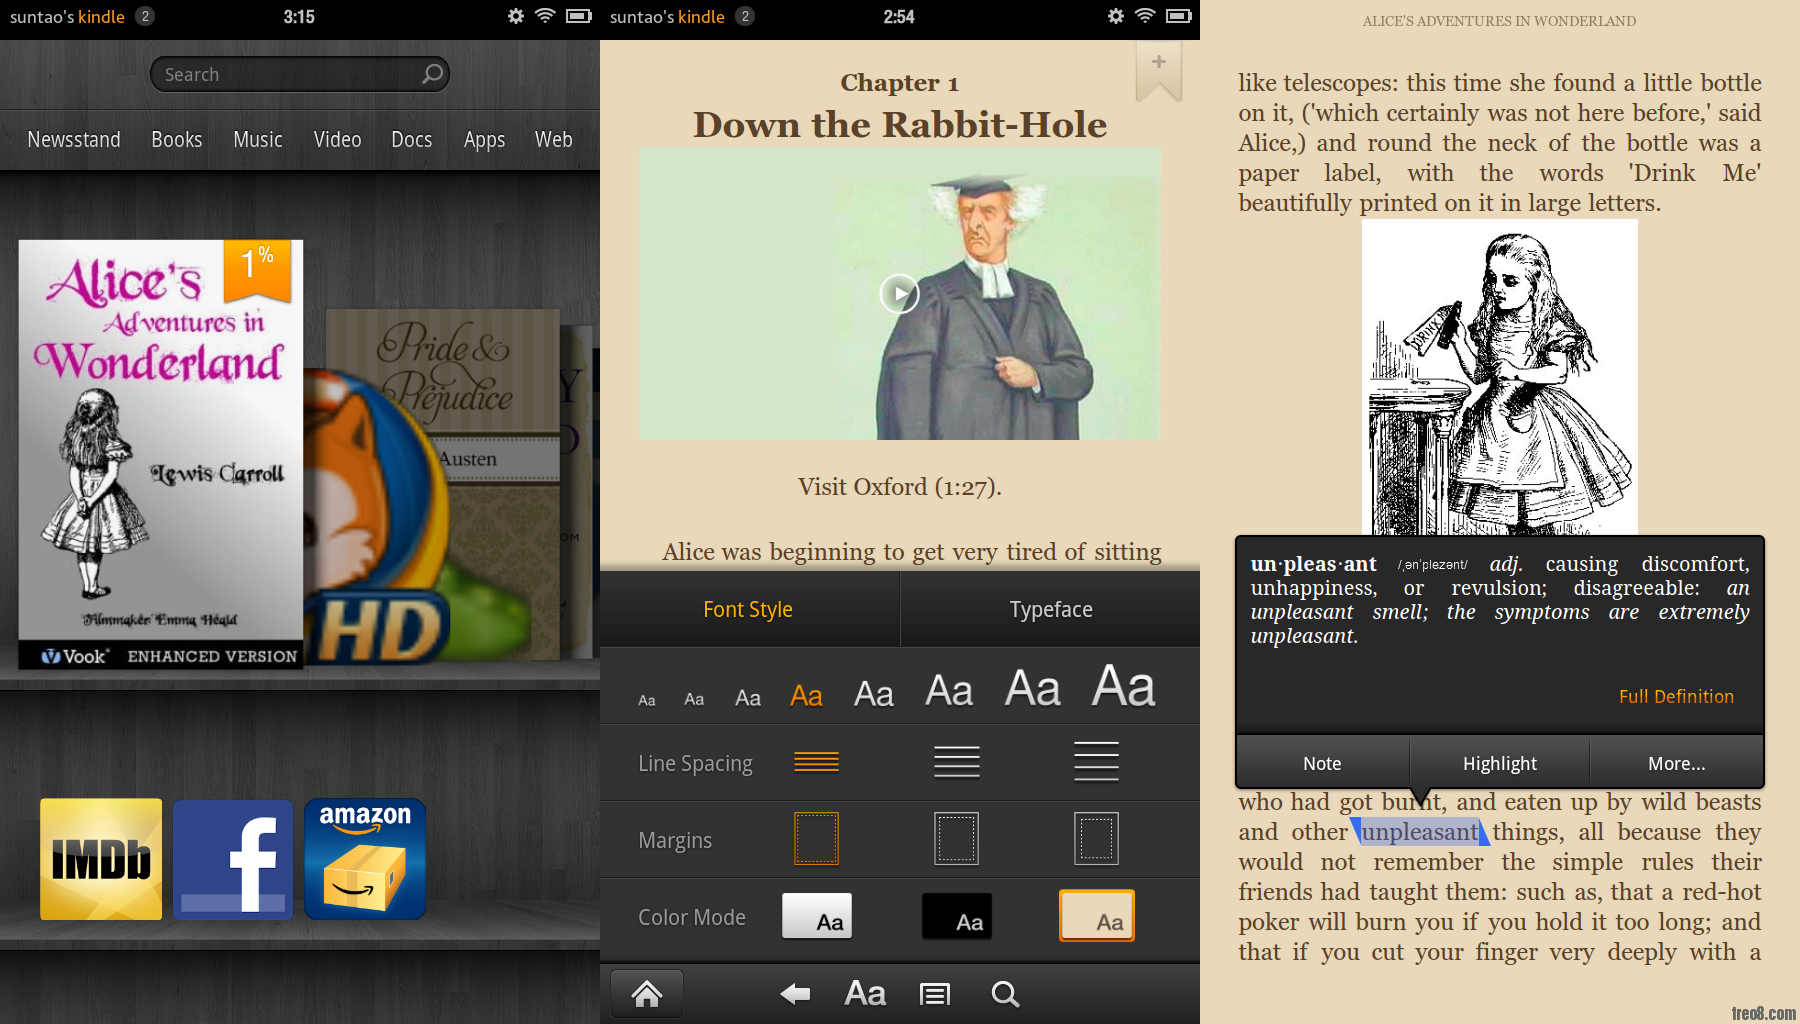 suntao's kindle 2 3:15
Search
Newsstand Books Music Video Docs Apps Web
1%
Alice's
Adventures in
Wonderland
Lewis Carroll
Filmmaker: Emma Heald
Vook ENHANCED VERSION
Pride &
Prejudice
Austen
HD
IMDb
f
amazon
suntao's kindle 2 2:54
Chapter 1
Down the Rabbit-Hole
Visit Oxford (1:27).
Alice was beginning to get very tired of sitting
Font Style Typeface
Aa Aa Aa Aa Aa Aa Aa Aa
Line Spacing
Margins
Color Mode Aa Aa Aa
Aa
ALICE'S ADVENTURES IN WONDERLAND
like telescopes: this time she found a little bottle
on it, ('which certainly was not here before,' said
Alice,) and round the neck of the bottle was a
paper label, with the words 'Drink Me'
beautifully printed on it in large letters.
un·pleas·ant /ˌənˈplezənt/ adj. causing discomfort,
unhappiness, or revulsion; disagreeable: an
unpleasant smell; the symptoms are extremely
unpleasant.
Full Definition
Note Highlight More...
who had got burnt, and eaten up by wild beasts
and other unpleasant things, all because they
would not remember the simple rules their
friends had taught them: such as, that a red-hot
poker will burn you if you hold it too long; and
that if you cut your finger very deeply with a
1reo8.com